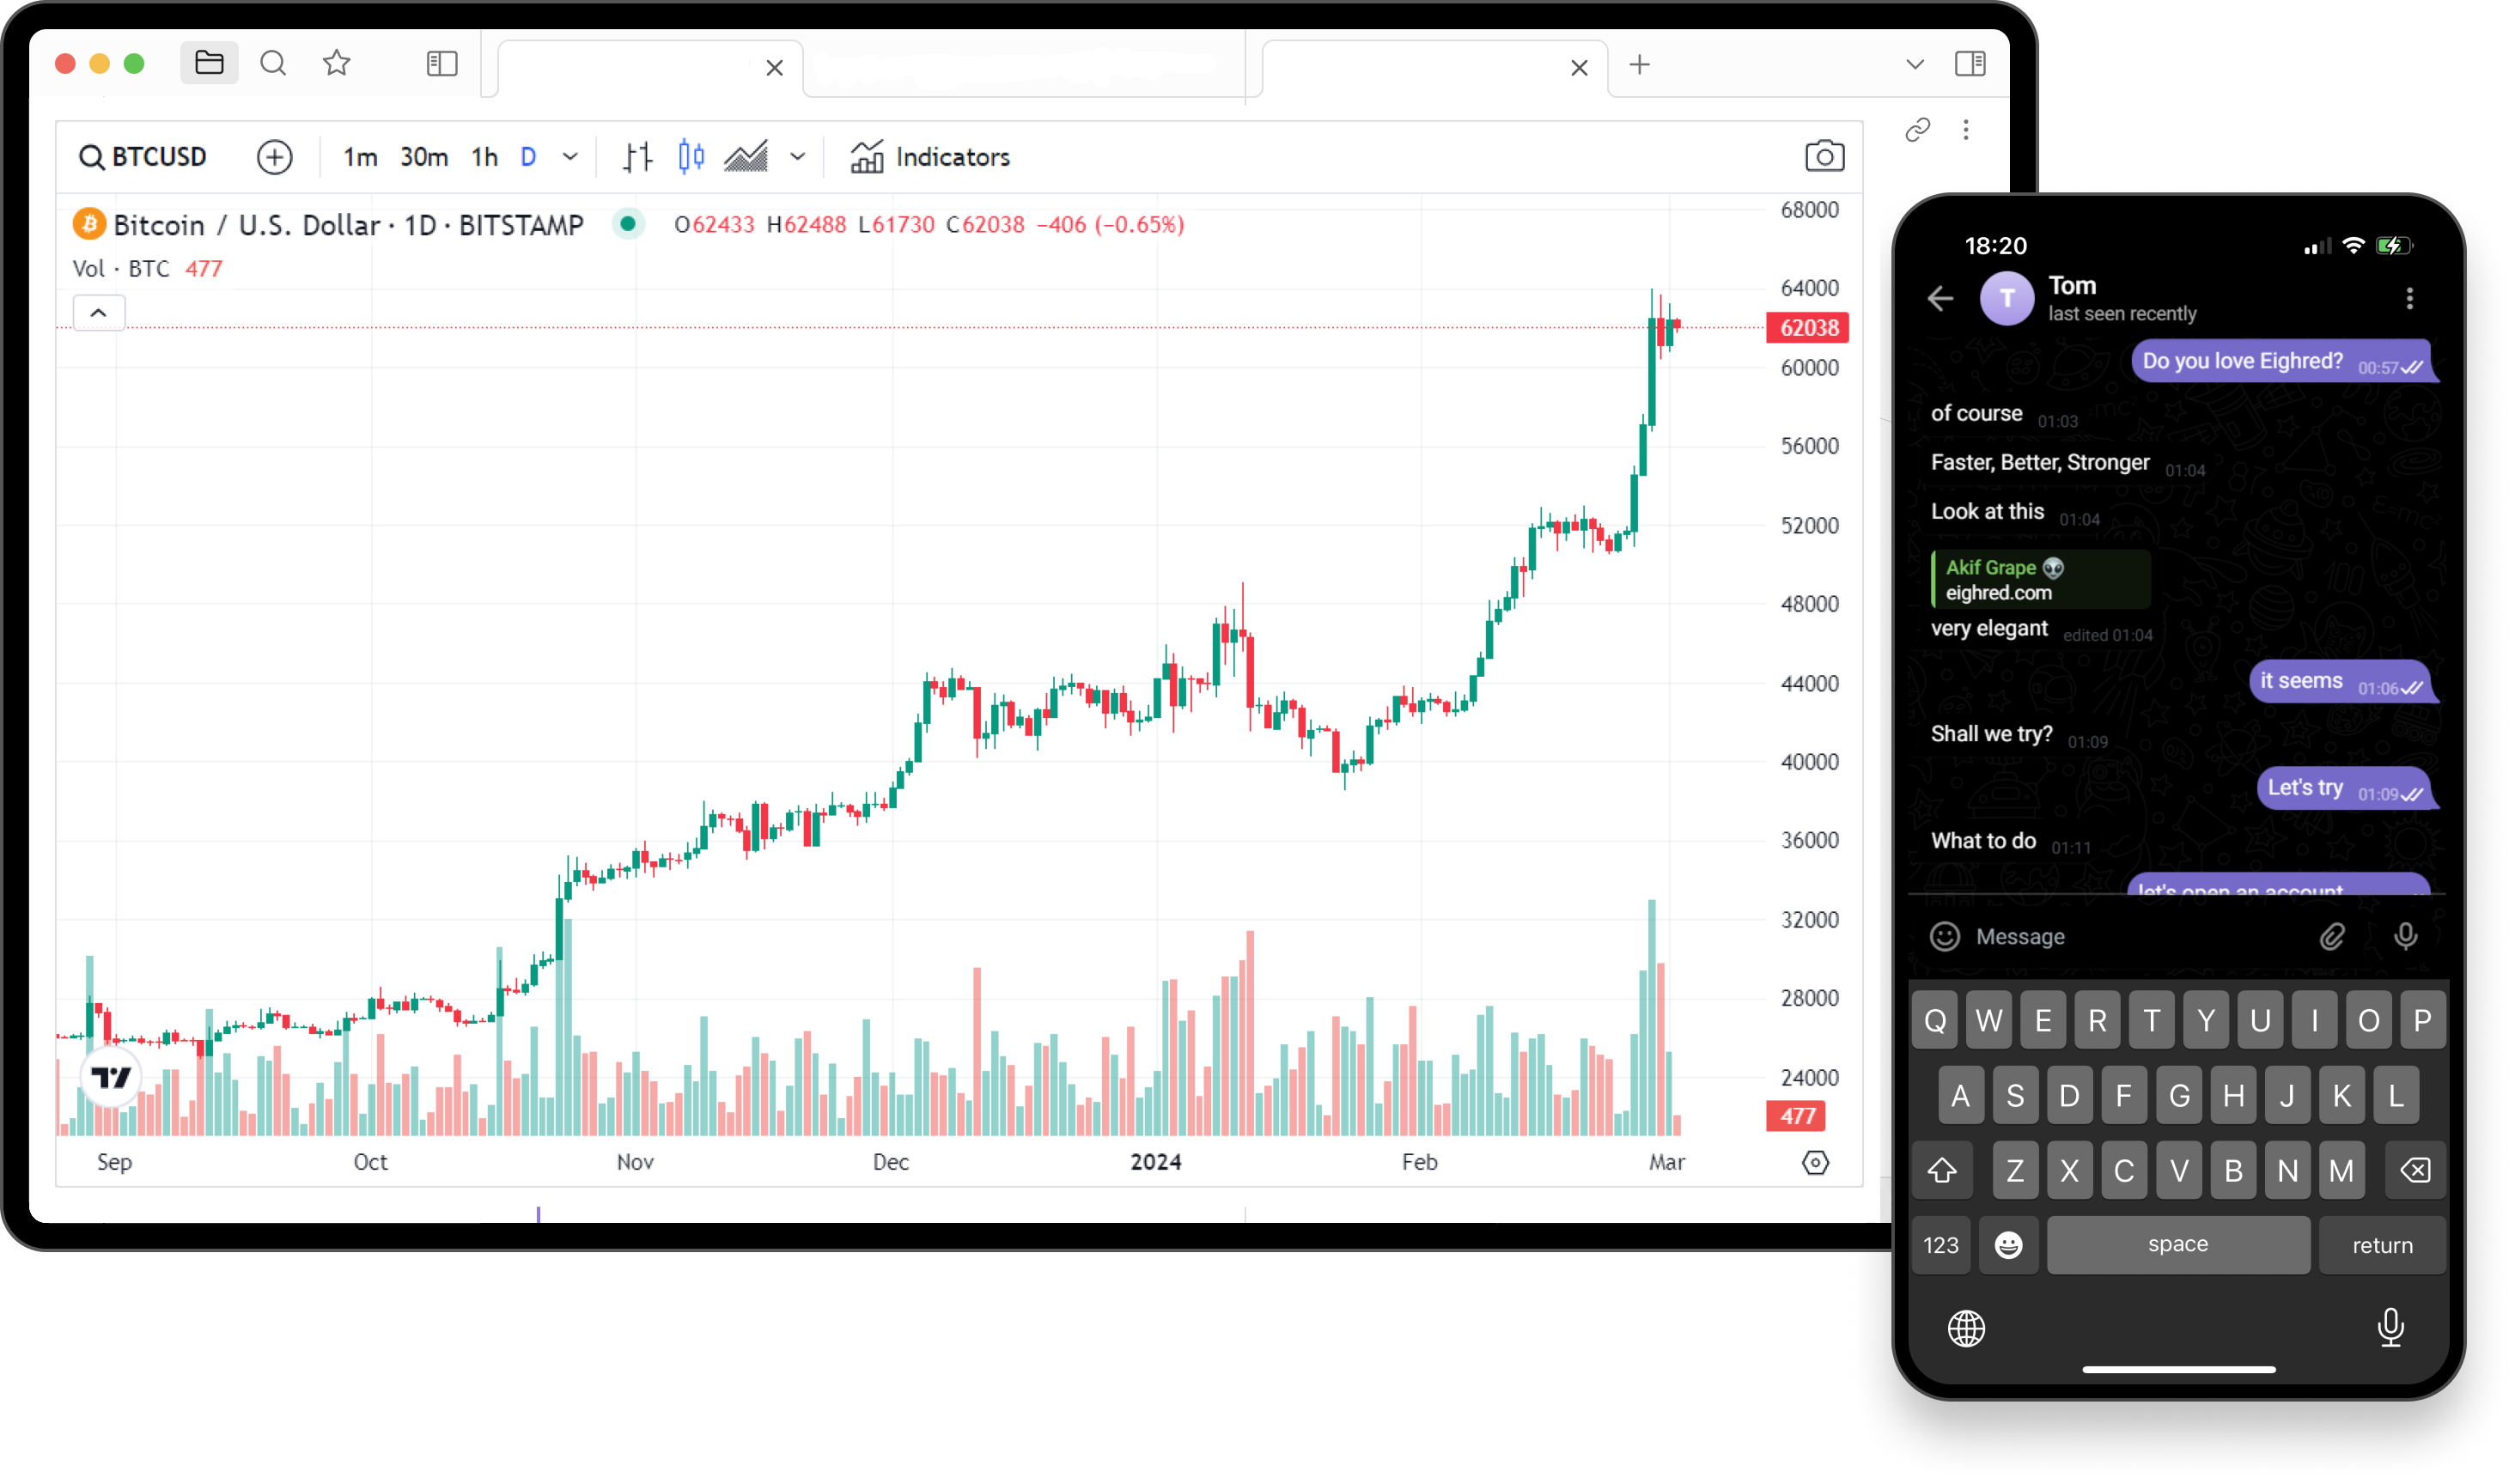 BTCUSD 1m 30m 1h D Indicators
Bitcoin / U.S. Dollar · 1D · BITSTAMP O62433 H62488 L61730 C62038 −406 (−0.65%)
Vol · BTC 477
68000
64000
62038
60000
56000
52000
48000
44000
40000
36000
32000
28000
24000
477
TV
Sep Oct Nov Dec 2024 Feb Mar
18:20
T
Tom
last seen recently
Do you love Eighred? 00:57
of course 01:03
Faster, Better, Stronger 01:04
Look at this 01:04
Akif Grape 👽
eighred.com
very elegant edited 01:04
it seems 01:06
Shall we try? 01:09
Let's try 01:09
What to do 01:11
let's open an account
Message
Q W E R T Y U I O P
A S D F G H J K L
Z X C V B N M
123 space return